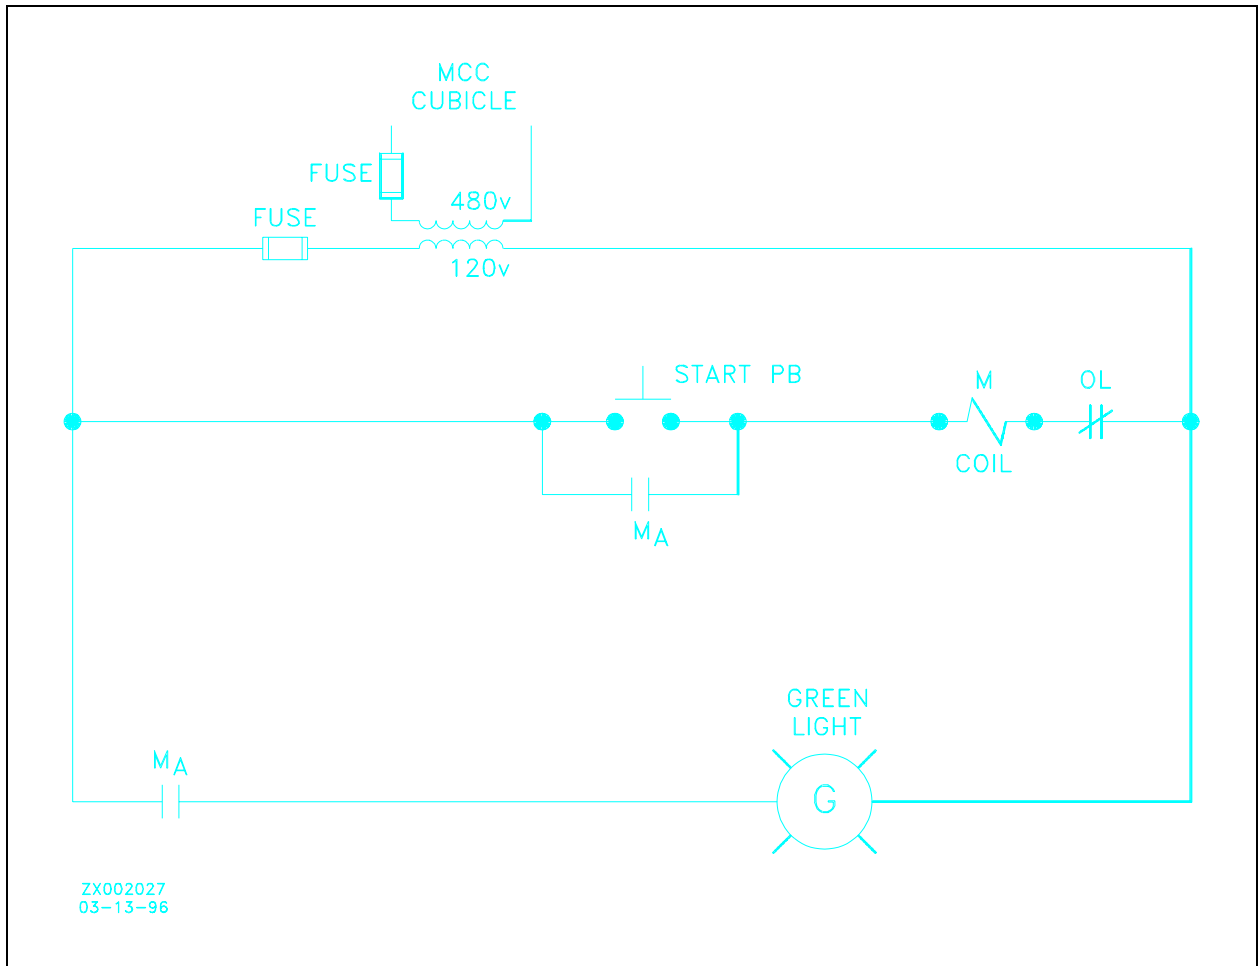 MCC
CUBICLE
FUSE
480v
FUSE
120v
START PB
M
OL
COIL
MA
GREEN
LIGHT
MA
G
ZX002027
03-13-96